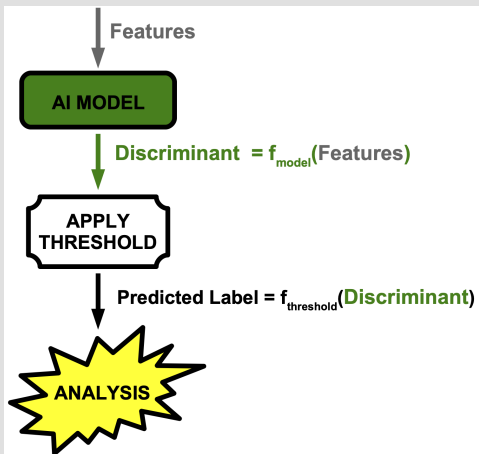 Features
AI MODEL
Discriminant = fmodel(Features)
APPLY
THRESHOLD
Predicted Label = fthreshold(Discriminant)
ANALYSIS